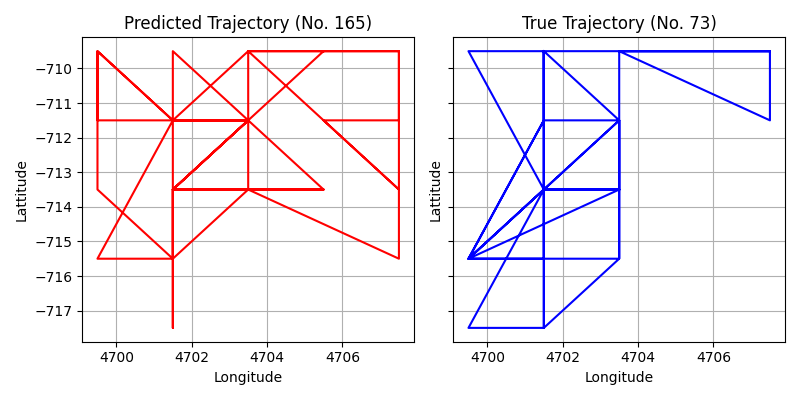 Predicted Trajectory (No. 165)
True Trajectory (No. 73)
−710
−711
−712
−713
−714
−715
−716
−717
Lattitude
Lattitude
4700 4702 4704 4706
4700 4702 4704 4706
Longitude
Longitude